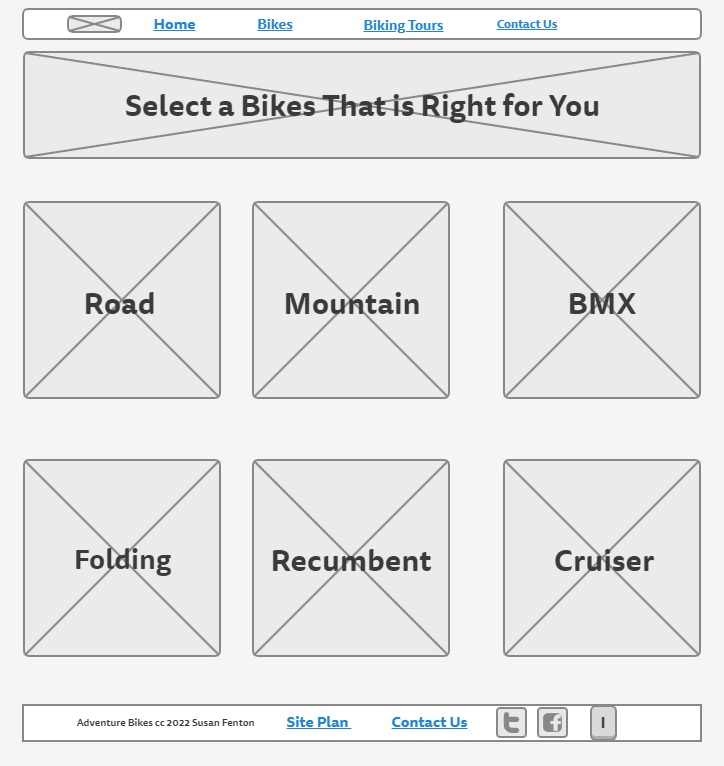 Home Bikes Biking Tours Contact Us
Select a Bikes That is Right for You
Road Mountain BMX
Folding Recumbent Cruiser
Adventure Bikes cc 2022 Susan Fenton Site Plan Contact Us I